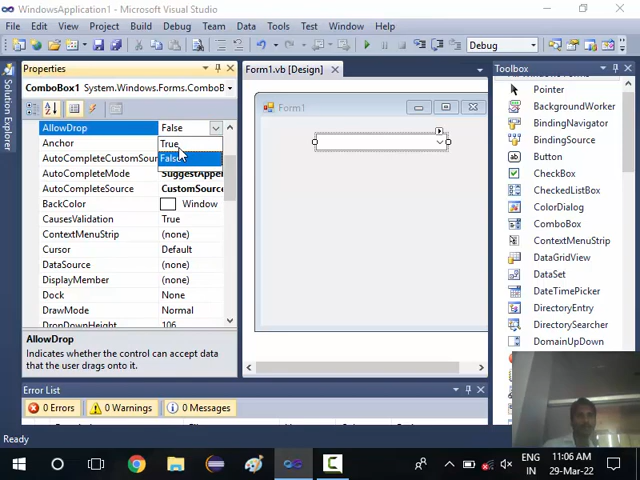 WindowsApplication1 - Microsoft Visual Studio
File Edit View Project Build Debug Team Data Tools Test Window Help
Debug
Solution Explorer
Properties
ComboBox1 System.Windows.Forms.ComboB
AllowDrop False
Anchor True
AutoCompleteCustomSour False
AutoCompleteMode SuggestAppen
AutoCompleteSource CustomSource
BackColor Window
CausesValidation True
ContextMenuStrip (none)
Cursor Default
DataSource (none)
DisplayMember (none)
Dock None
DrawMode Normal
DropDownHeight 106
AllowDrop
Indicates whether the control can accept data
that the user drags onto it.
Form1.vb [Design]
Form1
Toolbox
Pointer
BackgroundWorker
BindingNavigator
BindingSource
Button
CheckBox
CheckedListBox
ColorDialog
ComboBox
ContextMenuStrip
DataGridView
DataSet
DateTimePicker
DirectoryEntry
DirectorySearcher
DomainUpDown
Error List
0 Errors 0 Warnings 0 Messages
Ready
ENG
IN
11:06 AM
29-Mar-22